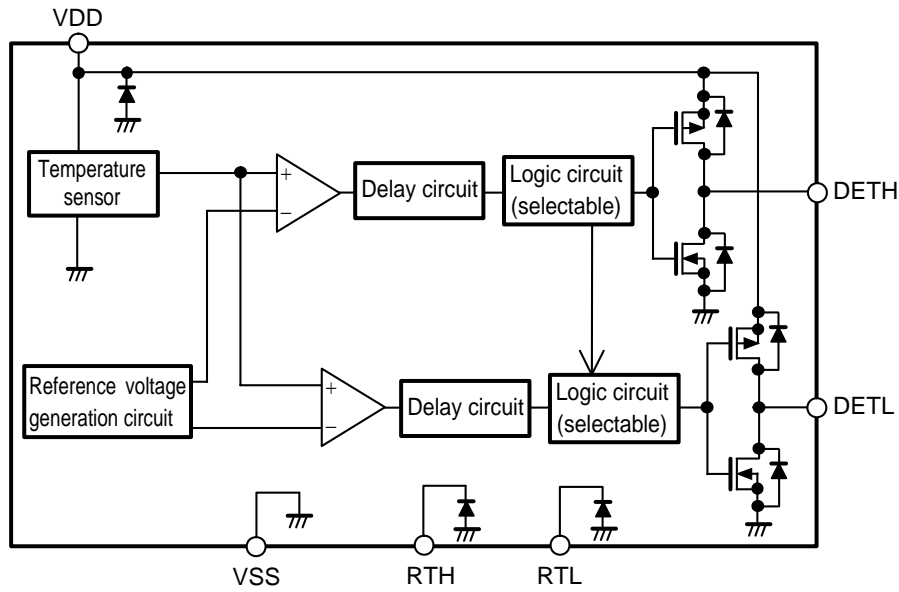 VDD
Temperature
sensor
+
−
Delay circuit
Logic circuit
(selectable)
DETH
Reference voltage
generation circuit
+
−
Delay circuit
Logic circuit
(selectable)
DETL
VSS
RTH
RTL